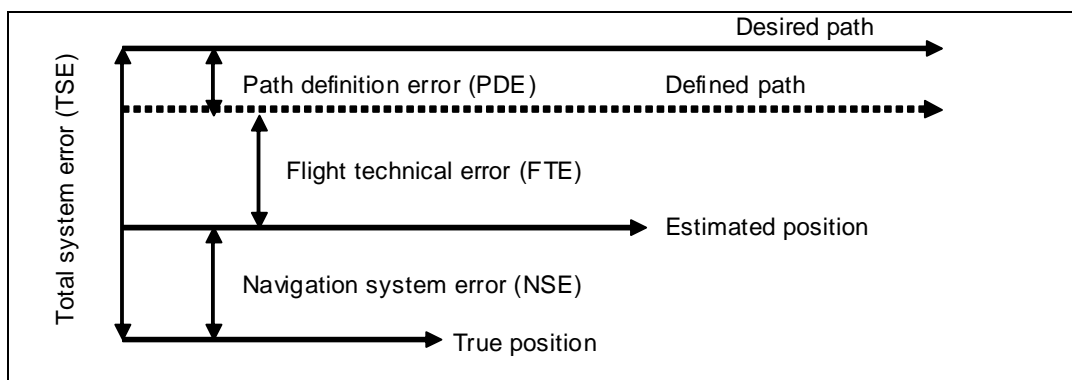 Desired path
Path definition error (PDE)
Defined path
Flight technical error (FTE)
Estimated position
Navigation system error (NSE)
True position
Total system error (TSE)